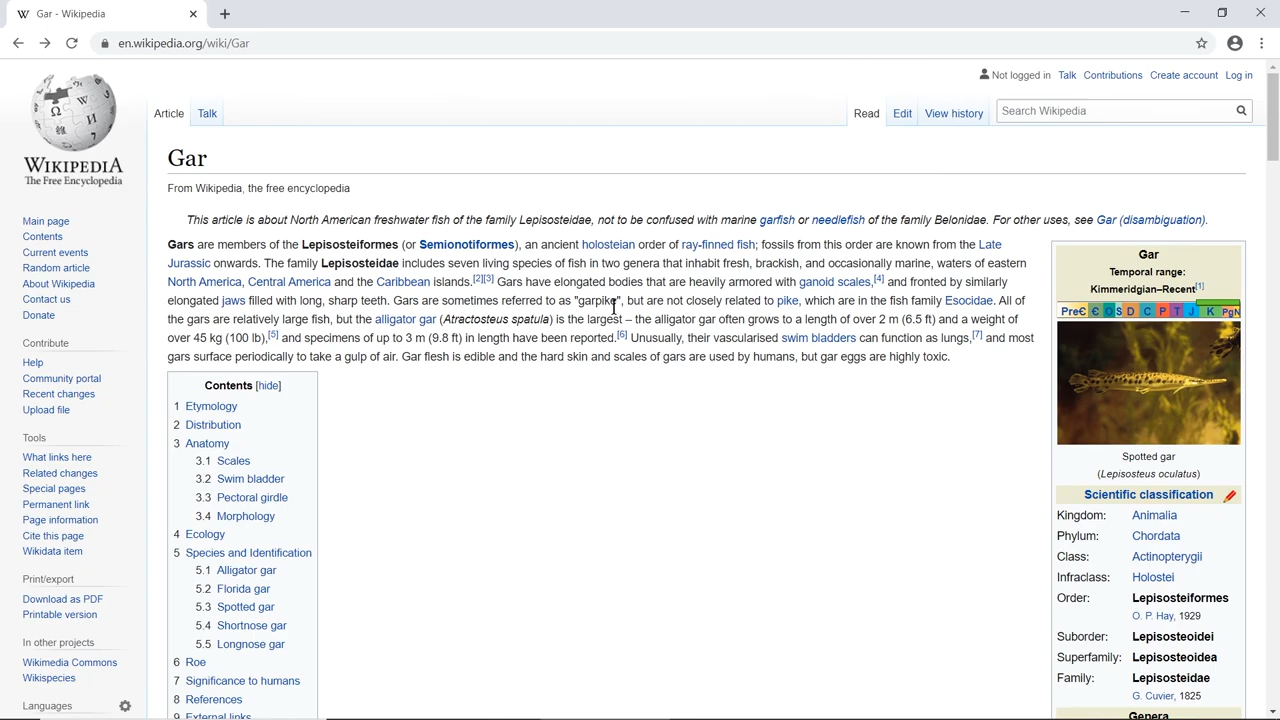 Gar - Wikipedia
en.wikipedia.org/wiki/Gar
Not logged in Talk Contributions Create account Log in
Article Talk Read Edit View history Search Wikipedia
WIKIPEDIA
The Free Encyclopedia
Main page
Contents
Current events
Random article
About Wikipedia
Contact us
Donate
Contribute
Help
Community portal
Recent changes
Upload file
Tools
What links here
Related changes
Special pages
Permanent link
Page information
Cite this page
Wikidata item
Print/export
Download as PDF
Printable version
In other projects
Wikimedia Commons
Wikispecies
Languages
Gar
From Wikipedia, the free encyclopedia
This article is about North American freshwater fish of the family Lepisosteidae, not to be confused with marine garfish or needlefish of the family Belonidae. For other uses, see Gar (disambiguation).
Gars are members of the Lepisosteiformes (or Semionotiformes), an ancient holosteian order of ray-finned fish; fossils from this order are known from the Late
Jurassic onwards. The family Lepisosteidae includes seven living species of fish in two genera that inhabit fresh, brackish, and occasionally marine, waters of eastern
North America, Central America and the Caribbean islands.[2][3] Gars have elongated bodies that are heavily armored with ganoid scales,[4] and fronted by similarly
elongated jaws filled with long, sharp teeth. Gars are sometimes referred to as "garpike", but are not closely related to pike, which are in the fish family Esocidae. All of
the gars are relatively large fish, but the alligator gar (Atractosteus spatula) is the largest – the alligator gar often grows to a length of over 2 m (6.5 ft) and a weight of
over 45 kg (100 lb),[5] and specimens of up to 3 m (9.8 ft) in length have been reported.[6] Unusually, their vascularised swim bladders can function as lungs,[7] and most
gars surface periodically to take a gulp of air. Gar flesh is edible and the hard skin and scales of gars are used by humans, but gar eggs are highly toxic.
Contents [hide]
1 Etymology
2 Distribution
3 Anatomy
3.1 Scales
3.2 Swim bladder
3.3 Pectoral girdle
3.4 Morphology
4 Ecology
5 Species and Identification
5.1 Alligator gar
5.2 Florida gar
5.3 Spotted gar
5.4 Shortnose gar
5.5 Longnose gar
6 Roe
7 Significance to humans
8 References
9 External links
Gar
Temporal range:
Kimmeridgian–Recent[1]
PreЄ Є O S D C P T J K PgN
Spotted gar
(Lepisosteus oculatus)
Scientific classification
Kingdom: Animalia
Phylum: Chordata
Class: Actinopterygii
Infraclass: Holostei
Order: Lepisosteiformes
O. P. Hay, 1929
Suborder: Lepisosteoidei
Superfamily: Lepisosteoidea
Family: Lepisosteidae
G. Cuvier, 1825
Genera